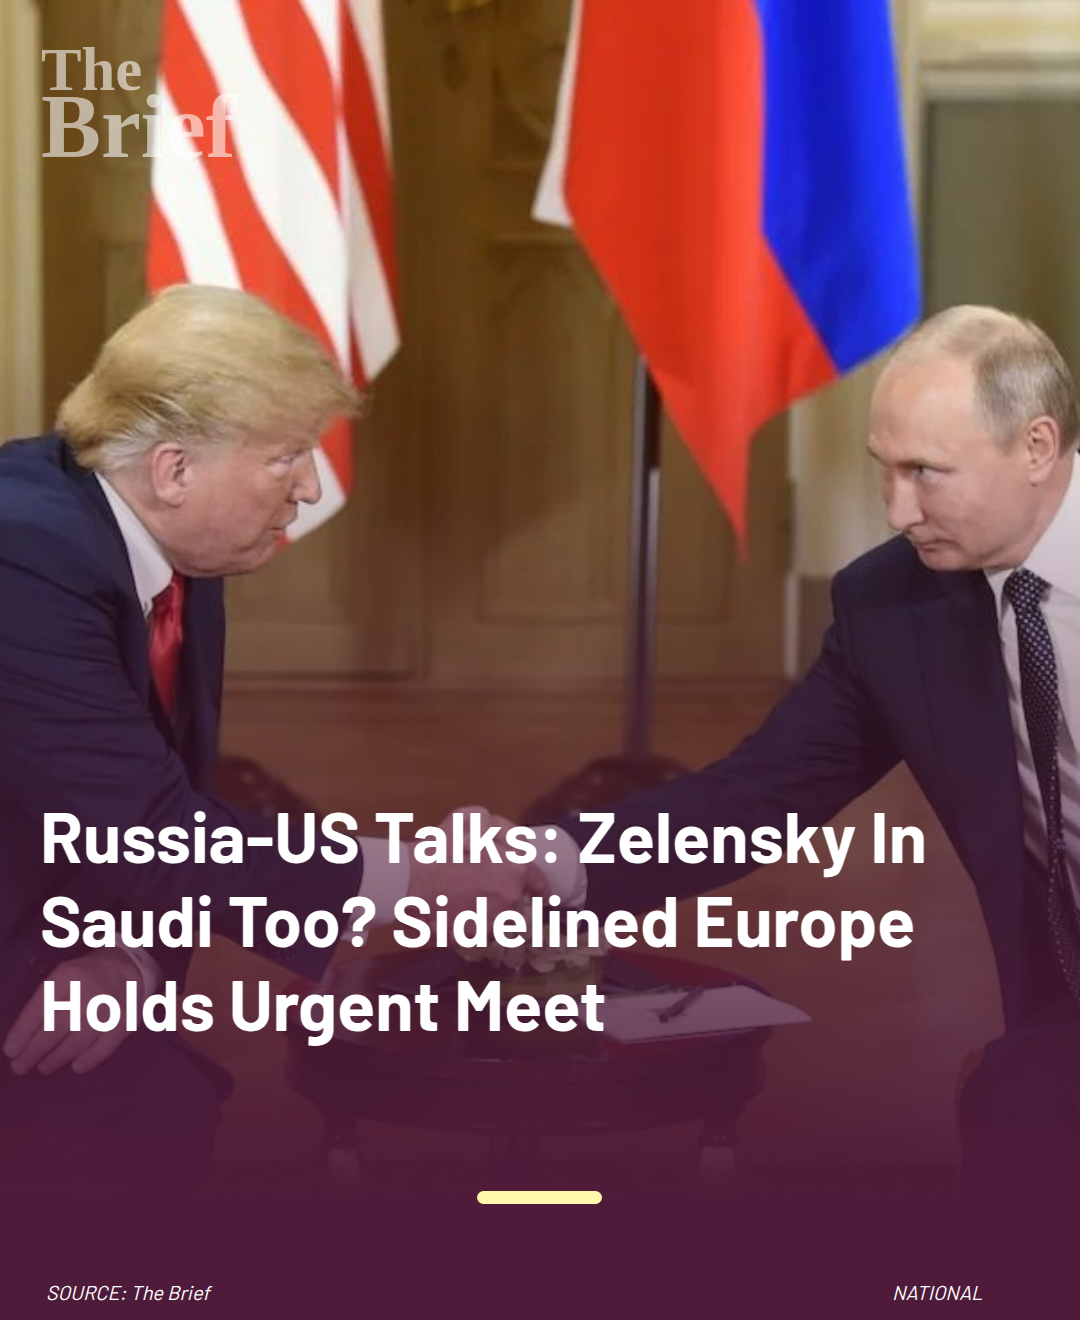 The
Brief
Russia-US Talks: Zelensky In
Saudi Too? Sidelined Europe
Holds Urgent Meet
SOURCE: The Brief
NATIONAL